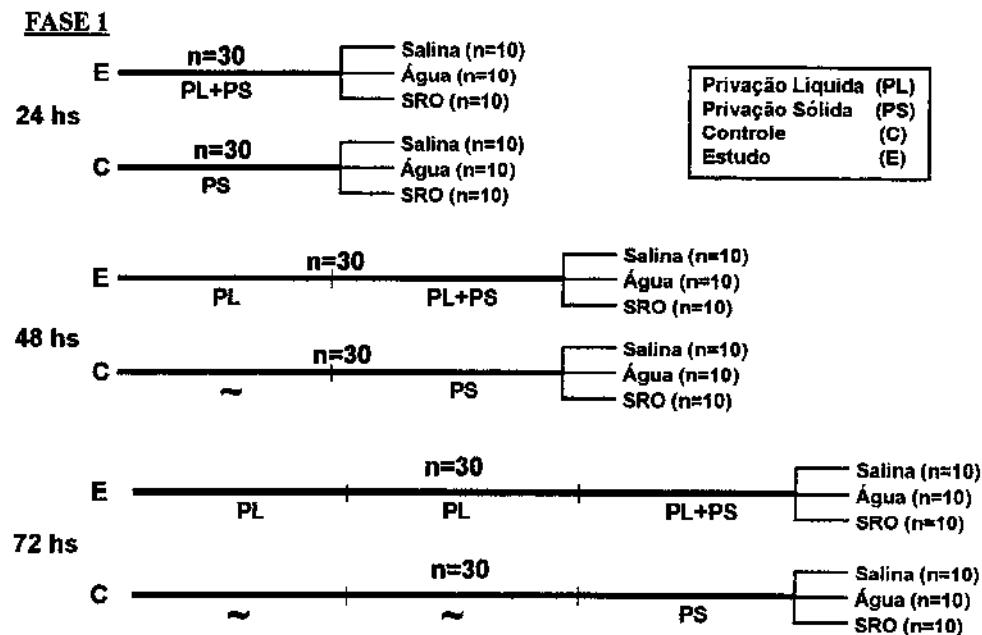 FASE 1
E
n=30
PL+PS
Salina (n=10)
Água (n=10)
SRO (n=10)
24 hs
C
n=30
PS
Salina (n=10)
Água (n=10)
SRO (n=10)
Privação Liquida (PL)
Privação Sólida (PS)
Controle (C)
Estudo (E)
E
n=30
PL
PL+PS
Salina (n=10)
Água (n=10)
SRO (n=10)
48 hs
C
n=30
~
PS
Salina (n=10)
Água (n=10)
SRO (n=10)
E
n=30
PL
PL
PL+PS
Salina (n=10)
Água (n=10)
SRO (n=10)
72 hs
C
n=30
~
~
PS
Salina (n=10)
Água (n=10)
SRO (n=10)